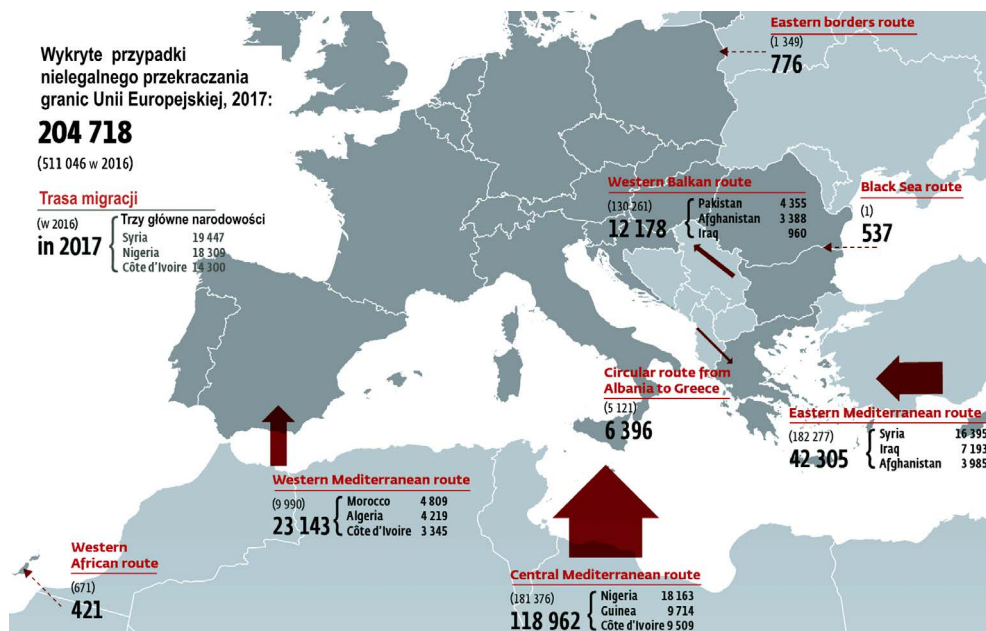 Wykryte przypadki
nielegalnego przekraczania
granic Unii Europejskiej, 2017:
204 718
(511 046 w 2016)
Trasa migracji
(w 2016)
in 2017
Trzy główne narodowości
Syria 19 447
Nigeria 18 309
Côte d'Ivoire 14 300
Eastern borders route
(1 349)
776
Western Balkan route
(130 261)
12 178
Pakistan 4 355
Afghanistan 3 388
Iraq 960
Black Sea route
(1)
537
Circular route from
Albania to Greece
(5 121)
6 396
Eastern Mediterranean route
(182 277)
42 305
Syria 16 395
Iraq 7 193
Afghanistan 3 985
Western Mediterranean route
(9 990)
23 143
Morocco 4 809
Algeria 4 219
Côte d'Ivoire 3 345
Western
African route
(671)
421
Central Mediterranean route
(181 376)
118 962
Nigeria 18 163
Guinea 9 714
Côte d'Ivoire 9 509